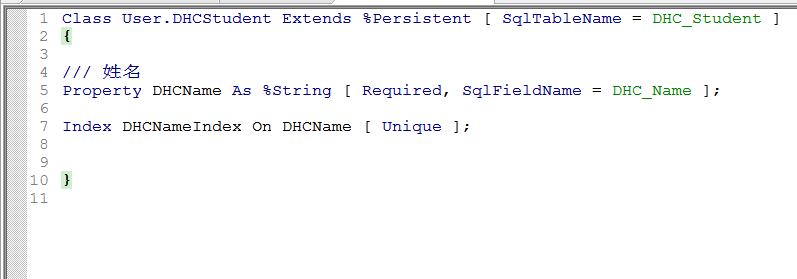 1 Class User.DHCStudent Extends %Persistent [ SqlTableName = DHC_Student ]
2 {
3
4 /// 姓名
5 Property DHCName As %String [ Required, SqlFieldName = DHC_Name ];
6
7 Index DHCNameIndex On DHCName [ Unique ];
8
9
10 }
11